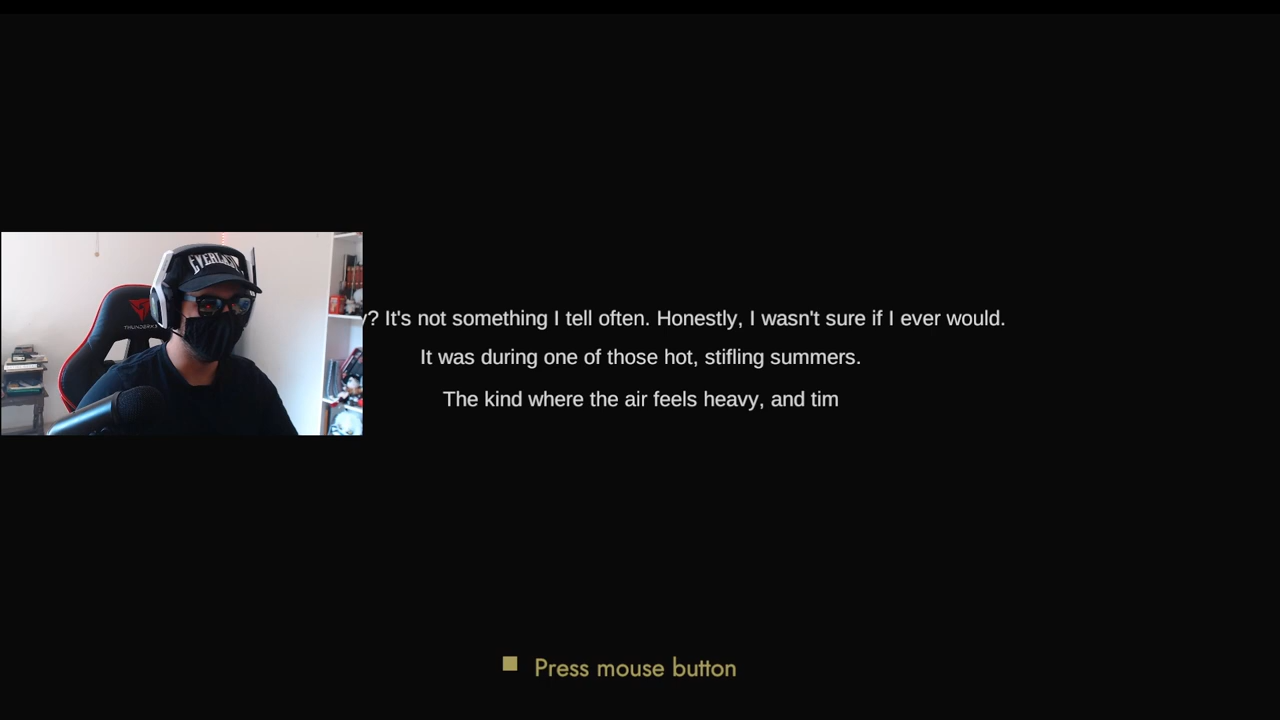 It's not something I tell often. Honestly, I wasn't sure if I ever would.
It was during one of those hot, stifling summers.
The kind where the air feels heavy, and tim
Press mouse button